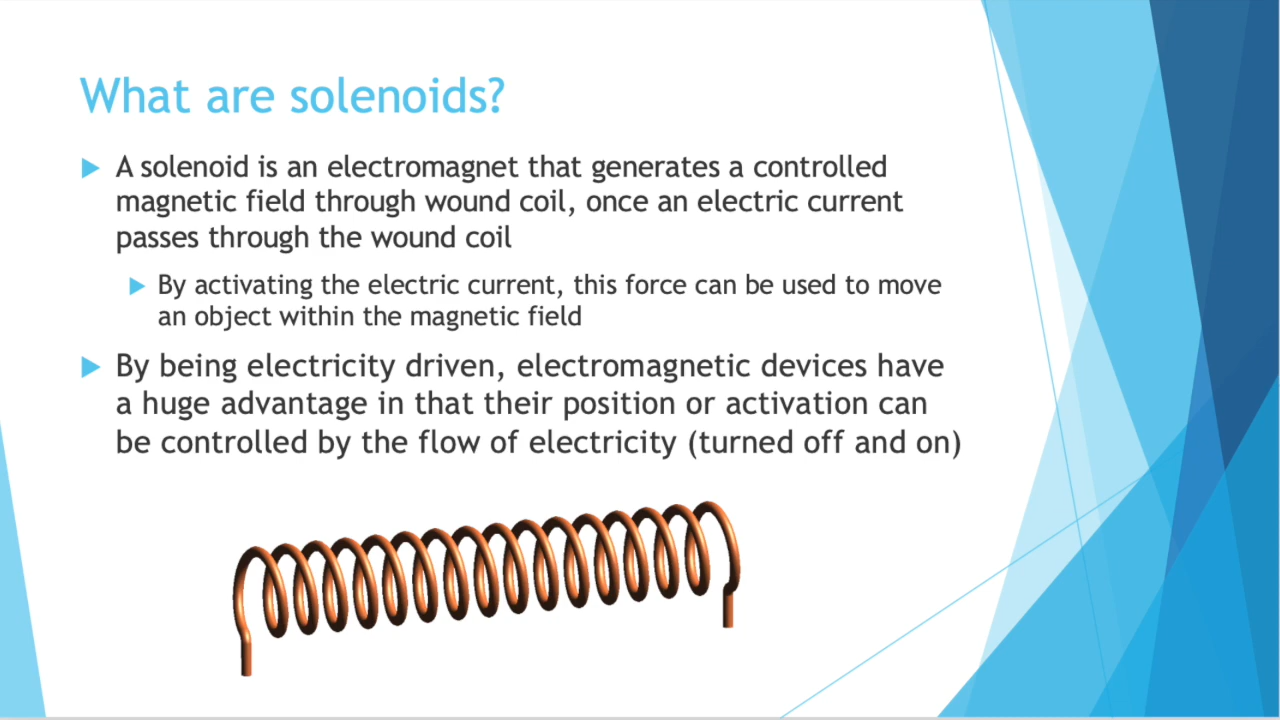 What are solenoids?
A solenoid is an electromagnet that generates a controlled
magnetic field through wound coil, once an electric current
passes through the wound coil
By activating the electric current, this force can be used to move
an object within the magnetic field
By being electricity driven, electromagnetic devices have
a huge advantage in that their position or activation can
be controlled by the flow of electricity (turned off and on)